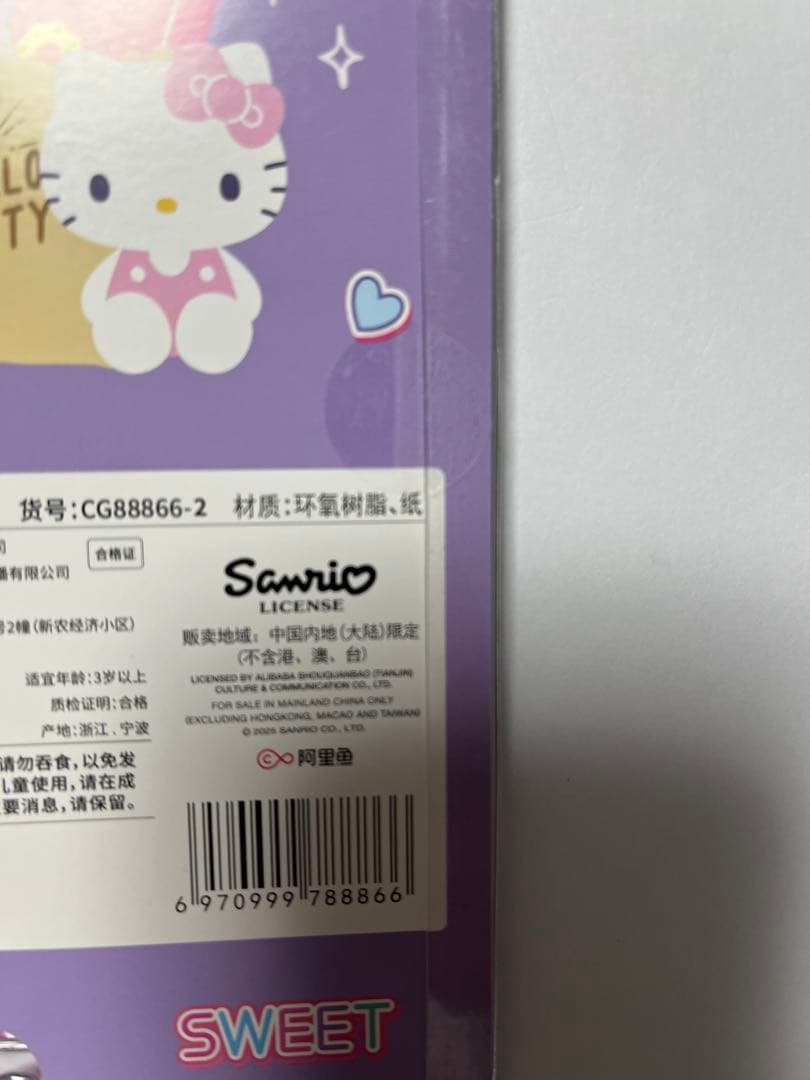 LO
TY
货号:CG88866-2 材质:环氧树脂、纸
司
合格证
播有限公司
Sanrio
LICENSE
号2幢(新农经济小区)
贩卖地域：中国内地(大陆)限定
(不含港、澳、台)
适宜年龄:3岁以上
LICENSED BY ALIBABA SHOUQUANBAO (TIANJIN)
CULTURE & COMMUNICATION CO., LTD.
质检证明:合格
FOR SALE IN MAINLAND CHINA ONLY
(EXCLUDING HONGKONG, MACAO AND TAIWAN)
产地:浙江．宁波
© 2025 SANRIO CO., LTD.
请勿吞食,以免发
阿里鱼
儿童使用,请在成
要消息,请保留。
6 970999 788866
SWEET